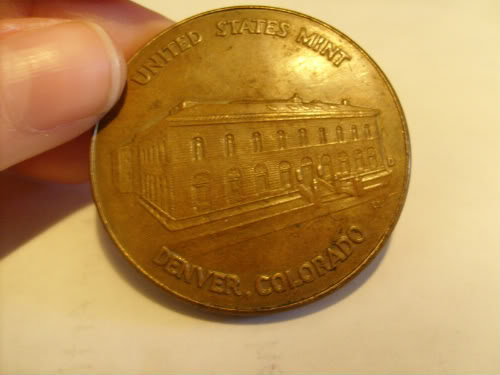 UNITED STATES MINT
DENVER, COLORADO